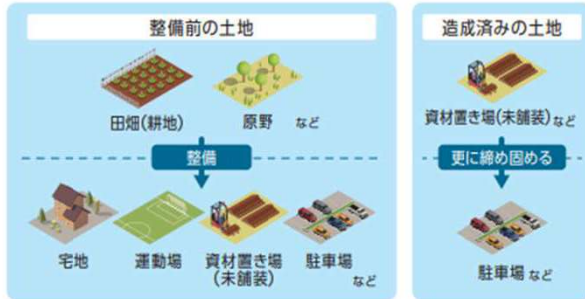 整備前の土地
田畑(耕地)
原野
など
整備
宅地
運動場
資材置き場
(未舗装)
駐車場
など
造成済みの土地
資材置き場(未舗装)など
更に締め固める
駐車場など